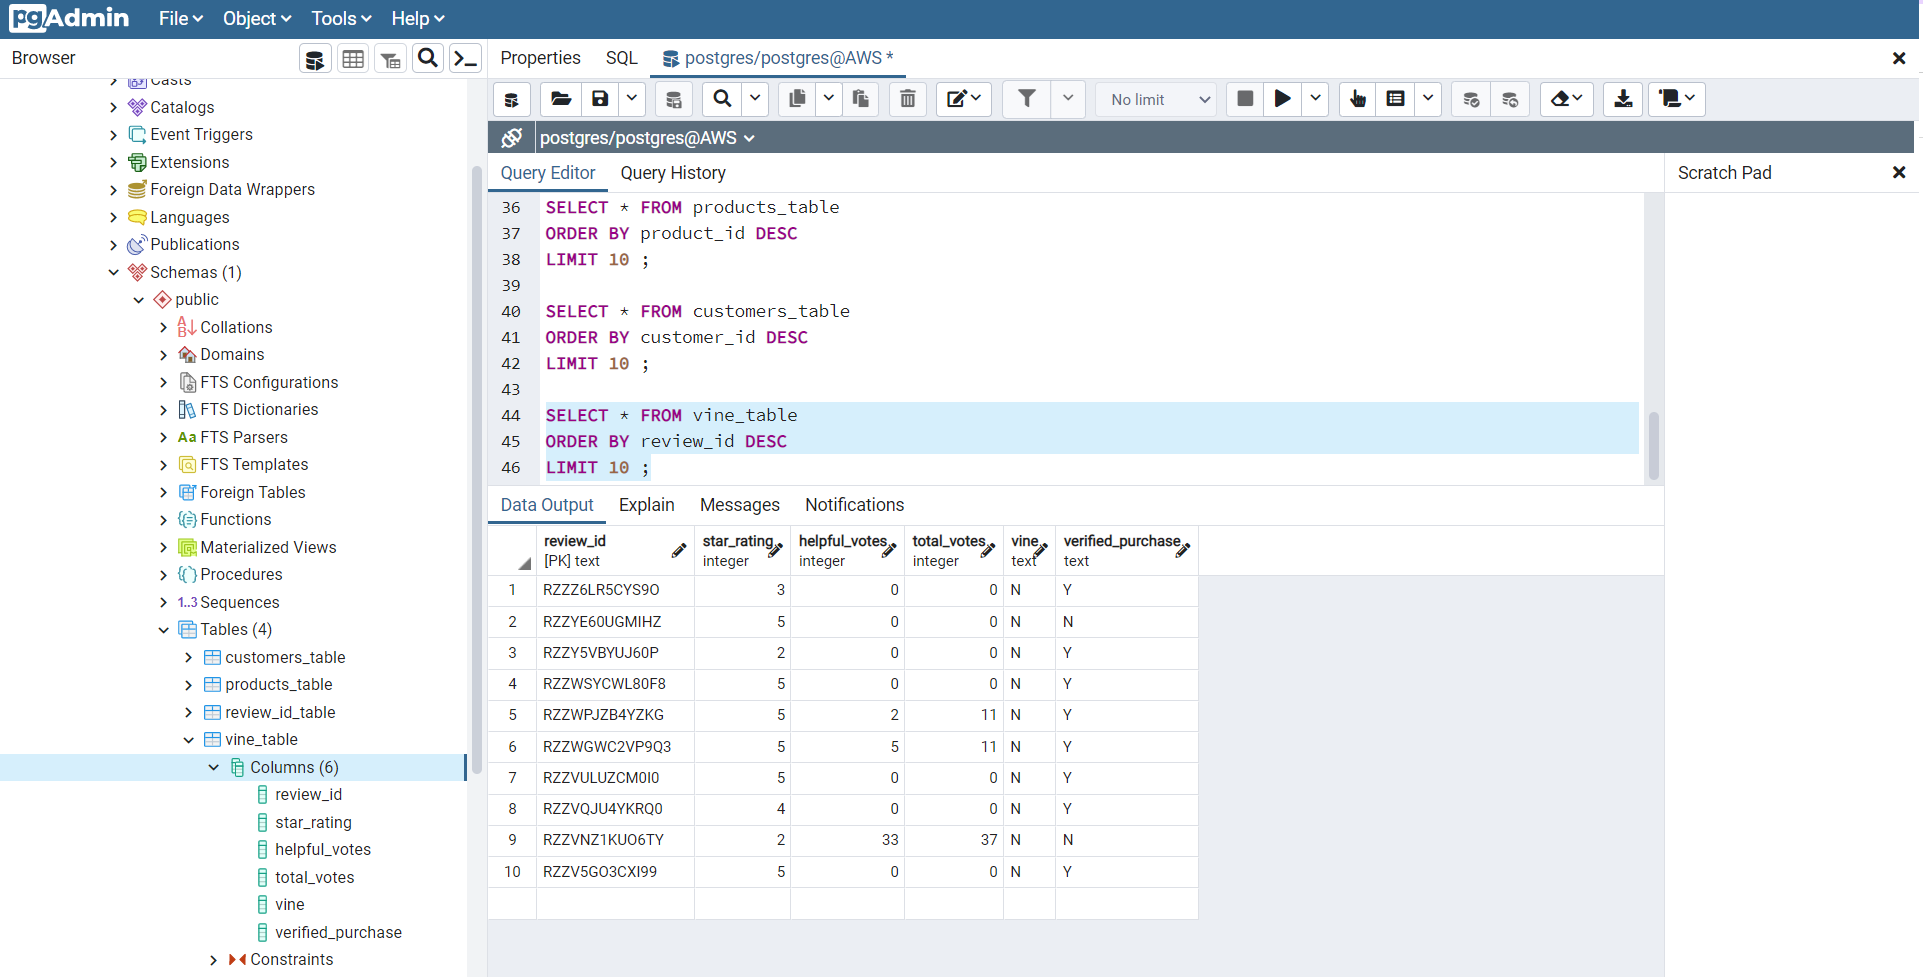 pgAdmin File Object Tools Help
Browser
Properties SQL postgres/postgres@AWS *
Casts
Catalogs
Event Triggers
Extensions
Foreign Data Wrappers
Languages
Publications
Schemas (1)
public
Collations
Domains
FTS Configurations
FTS Dictionaries
Aa FTS Parsers
FTS Templates
Foreign Tables
Functions
Materialized Views
Procedures
1..3 Sequences
Tables (4)
customers_table
products_table
review_id_table
vine_table
Columns (6)
review_id
star_rating
helpful_votes
total_votes
vine
verified_purchase
Constraints
No limit
postgres/postgres@AWS
Query Editor Query History
Scratch Pad
36 SELECT * FROM products_table
37 ORDER BY product_id DESC
38 LIMIT 10 ;
39
40 SELECT * FROM customers_table
41 ORDER BY customer_id DESC
42 LIMIT 10 ;
43
44 SELECT * FROM vine_table
45 ORDER BY review_id DESC
46 LIMIT 10 ;
Data Output Explain Messages Notifications
review_id star_rating helpful_votes total_votes vine verified_purchase
[PK] text integer integer integer text text
1 RZZZ6LR5CYS9O 3 0 0 N Y
2 RZZYE60UGMIHZ 5 0 0 N N
3 RZZY5VBYUJ60P 2 0 0 N Y
4 RZZWSYCWL80F8 5 0 0 N Y
5 RZZWPJZB4YZKG 5 2 11 N Y
6 RZZWGWC2VP9Q3 5 5 11 N Y
7 RZZVULUZCM0I0 5 0 0 N Y
8 RZZVQJU4YKRQ0 4 0 0 N Y
9 RZZVNZ1KUO6TY 2 33 37 N N
10 RZZV5GO3CXI99 5 0 0 N Y